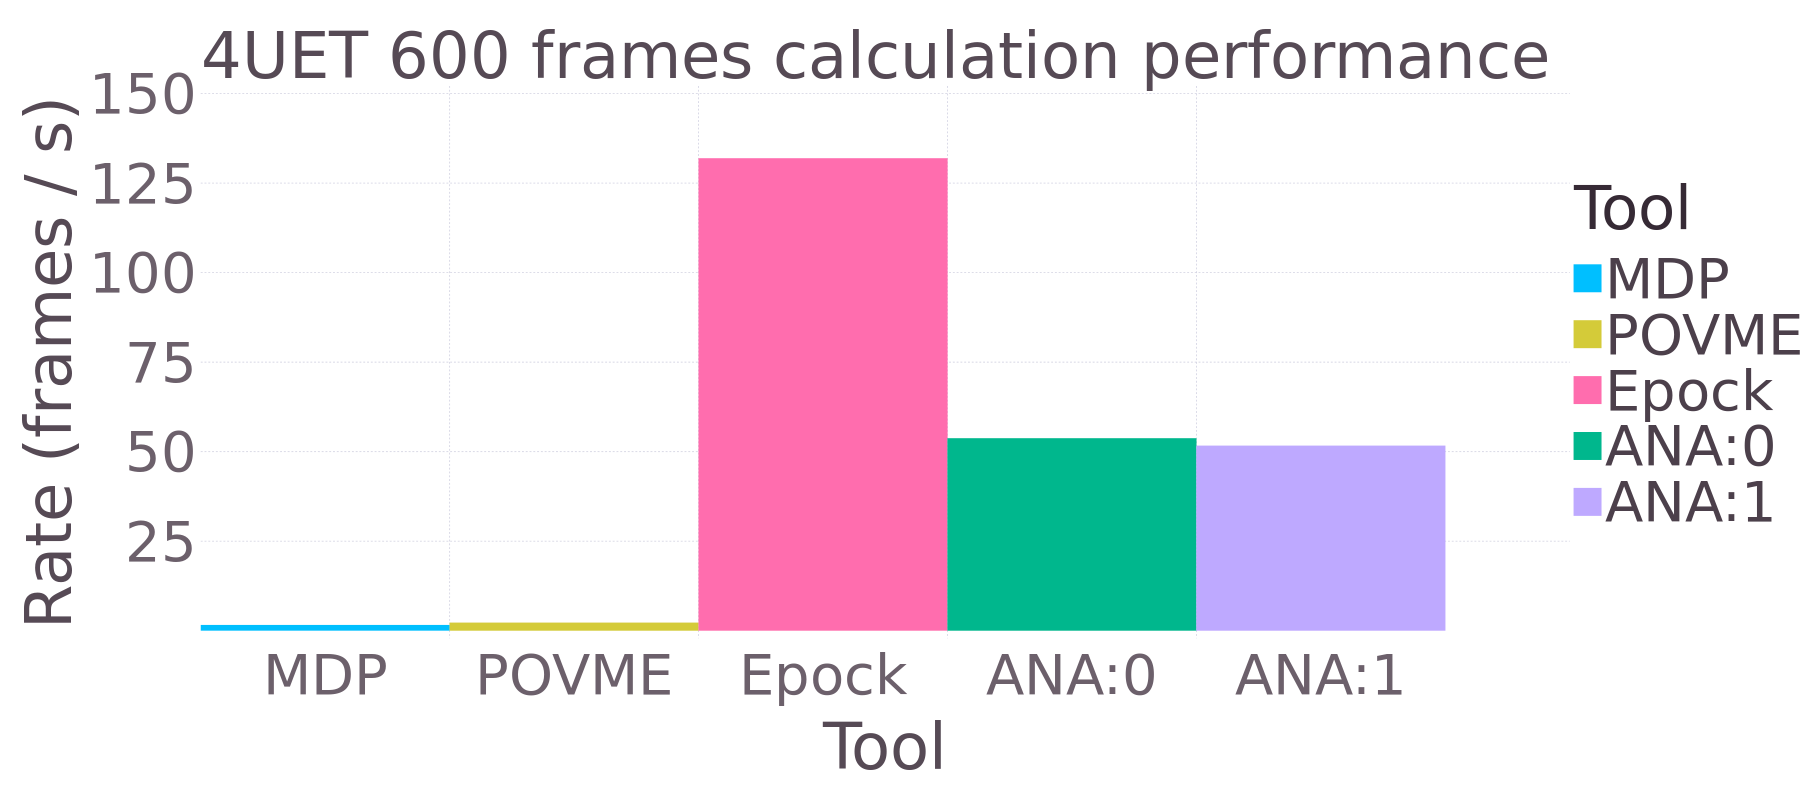 4UET 600 frames calculation performance
Rate (frames / s)
150
125
100
75
50
25
MDP
POVME
Epock
ANA:0
ANA:1
Tool
Tool
MDP
POVME
Epock
ANA:0
ANA:1